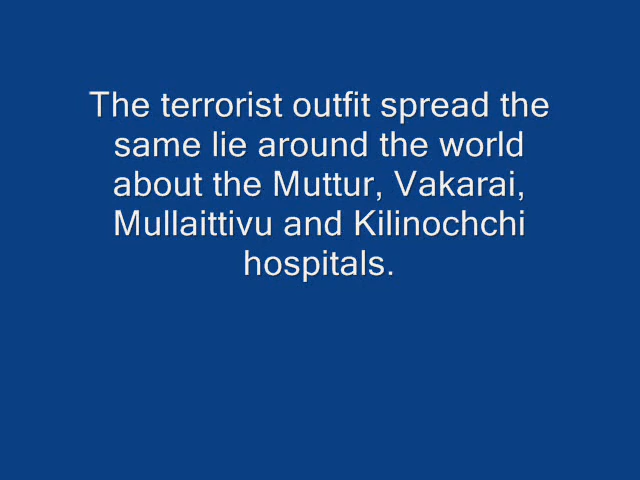 The terrorist outfit spread the
same lie around the world
about the Muttur, Vakarai,
Mullaittivu and Kilinochchi
hospitals.